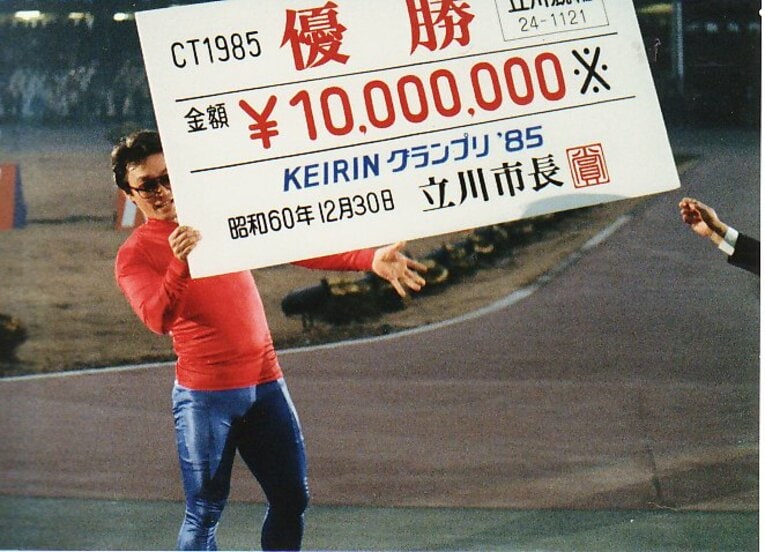 CT1985 優勝
24-1121
金額 ¥10,000,000※
KEIRINグランプリ '85
昭和60年12月30日 立川市長 賞